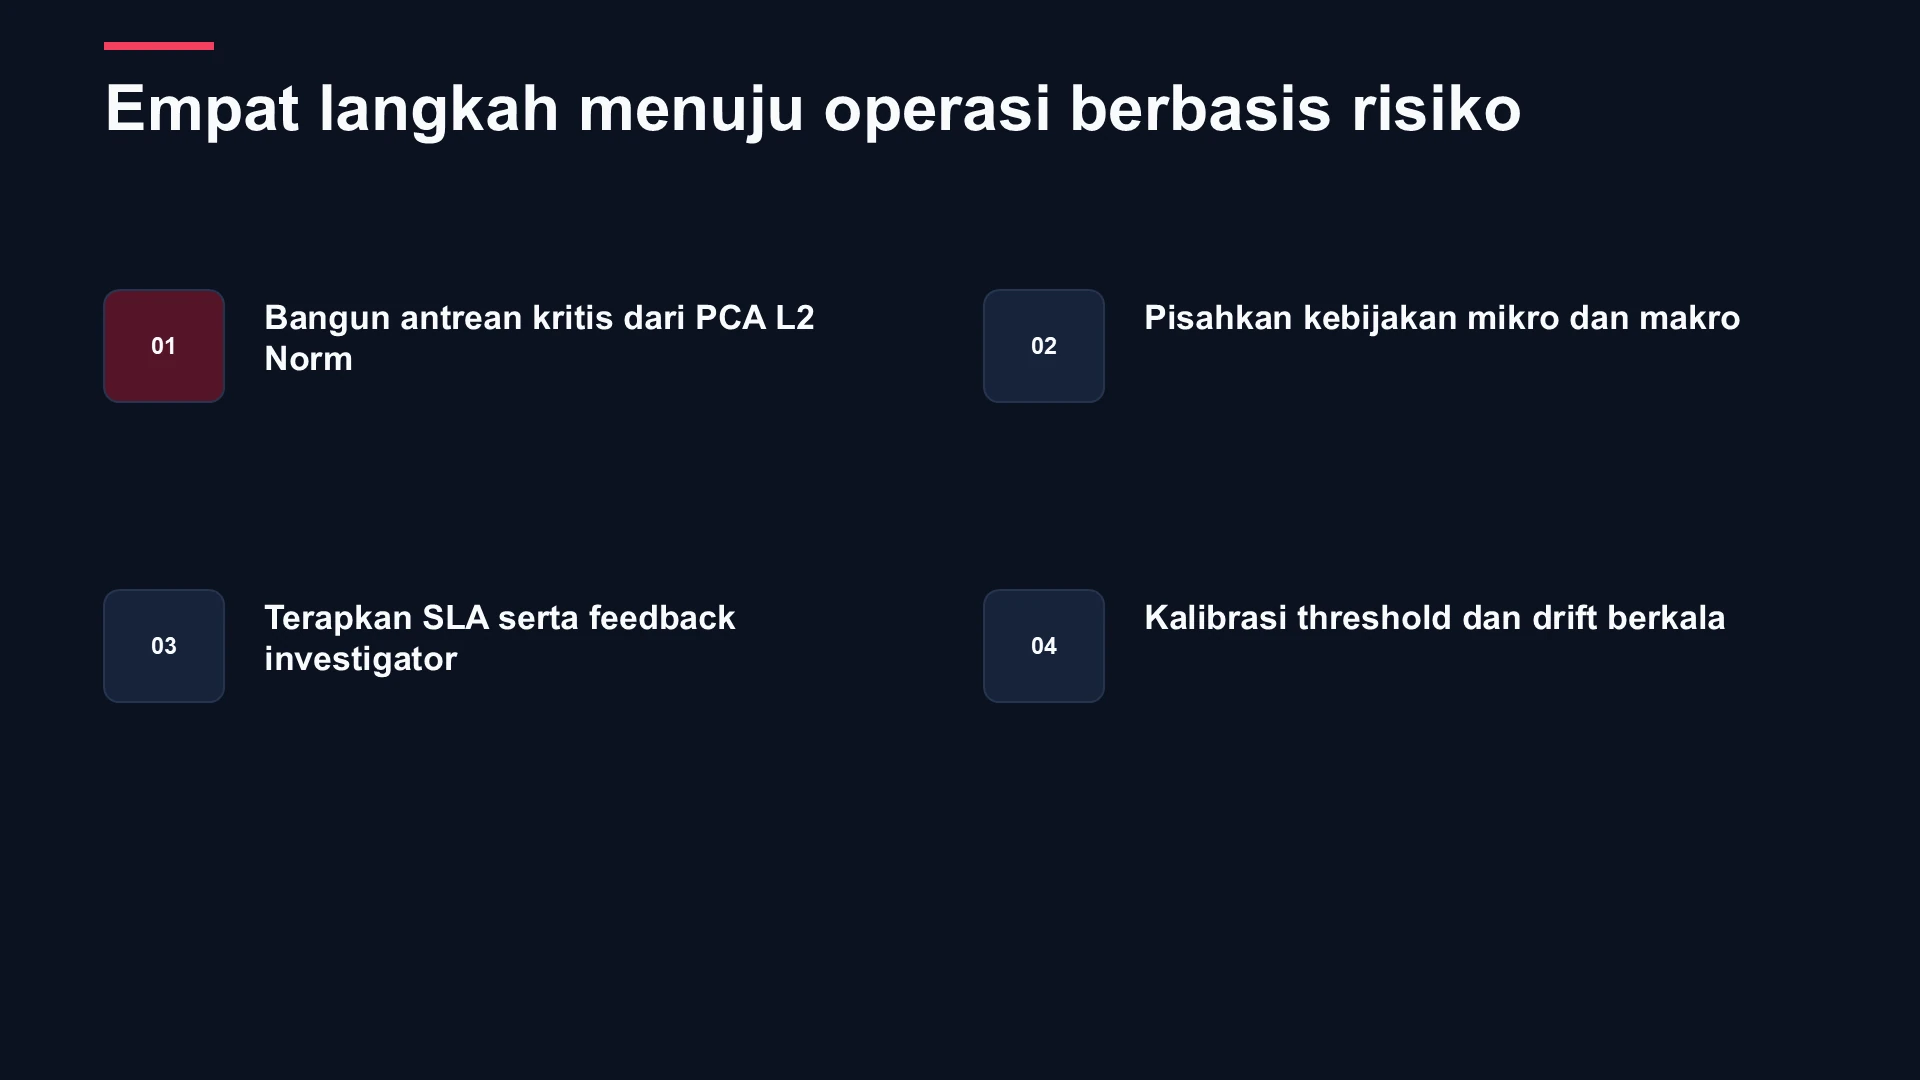 Empat langkah menuju operasi berbasis risiko
01
Bangun antrean kritis dari PCA L2
Norm
02
Pisahkan kebijakan mikro dan makro
03
Terapkan SLA serta feedback
investigator
04
Kalibrasi threshold dan drift berkala